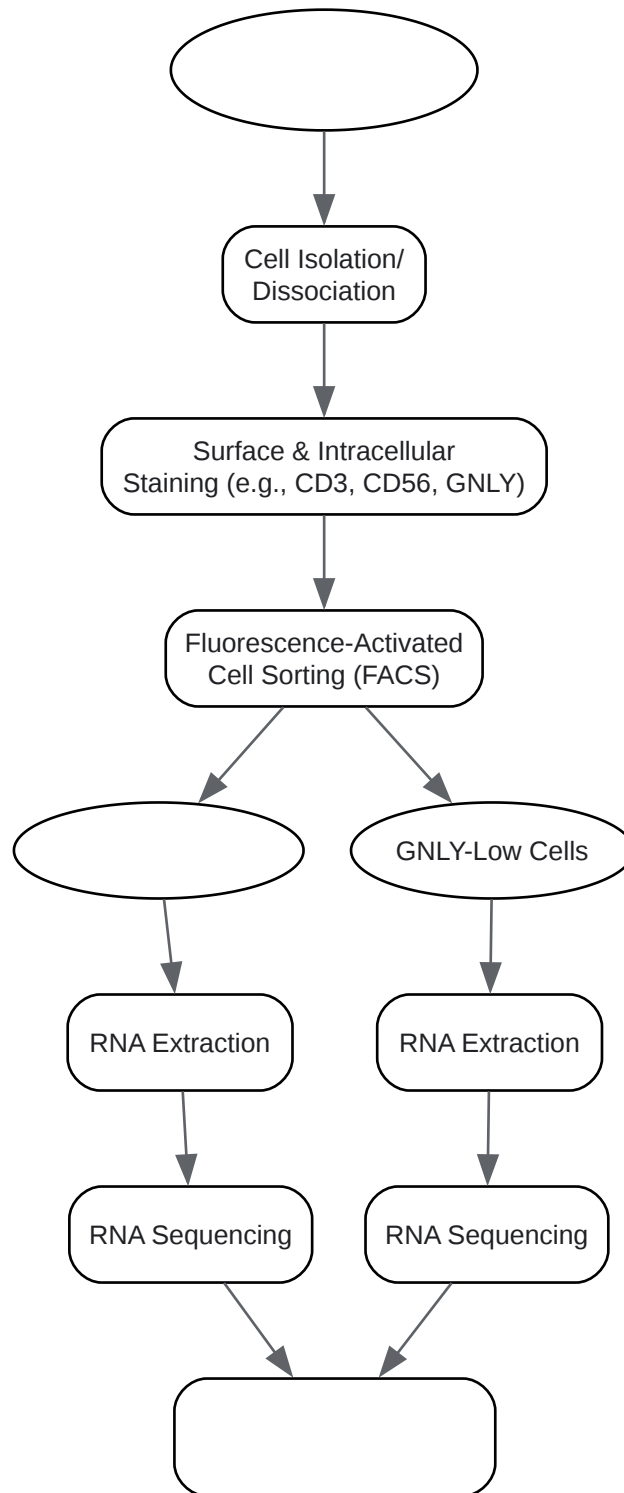 Cell Isolation/
Dissociation
Surface & Intracellular
Staining (e.g., CD3, CD56, GNLY)
Fluorescence-Activated
Cell Sorting (FACS)
GNLY-Low Cells
RNA Extraction
RNA Extraction
RNA Sequencing
RNA Sequencing